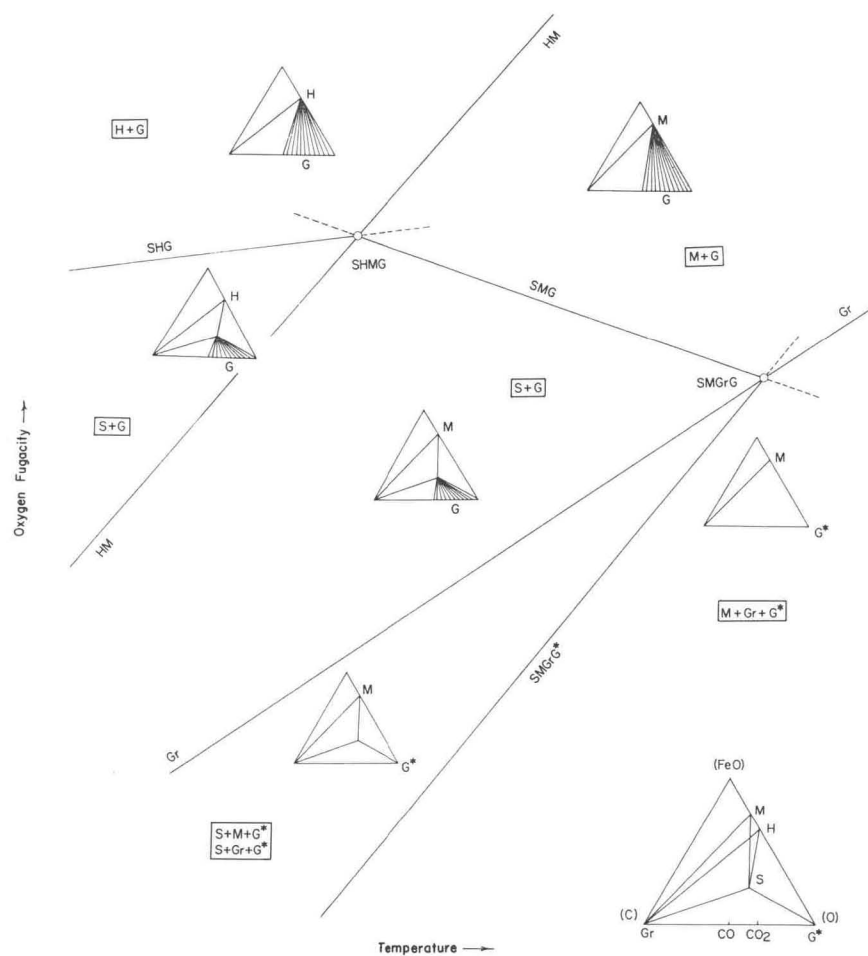 HM
H
H+G
G
M
G
SHG
SHMG
M+G
SMG
H
G
Gr
SMGrG
S+G
S+G
M
G
M
G*
Oxygen Fugacity →
HM
M+Gr+G*
SMGrG*
M
G*
Gr
(FeO)
M
H
S
S+M+G*
S+Gr+G*
(C)
(O)
Gr
CO
CO2
G*
Temperature →